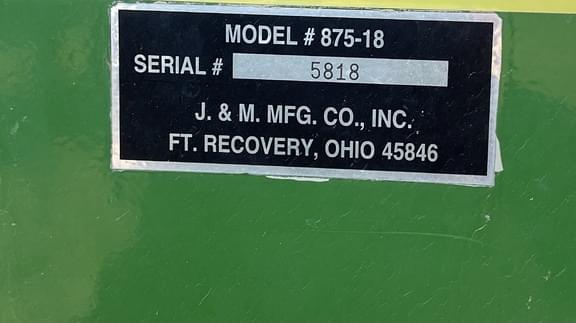 MODEL # 875-18
SERIAL # 5818
J. & M. MFG. CO., INC.
FT. RECOVERY, OHIO 45846